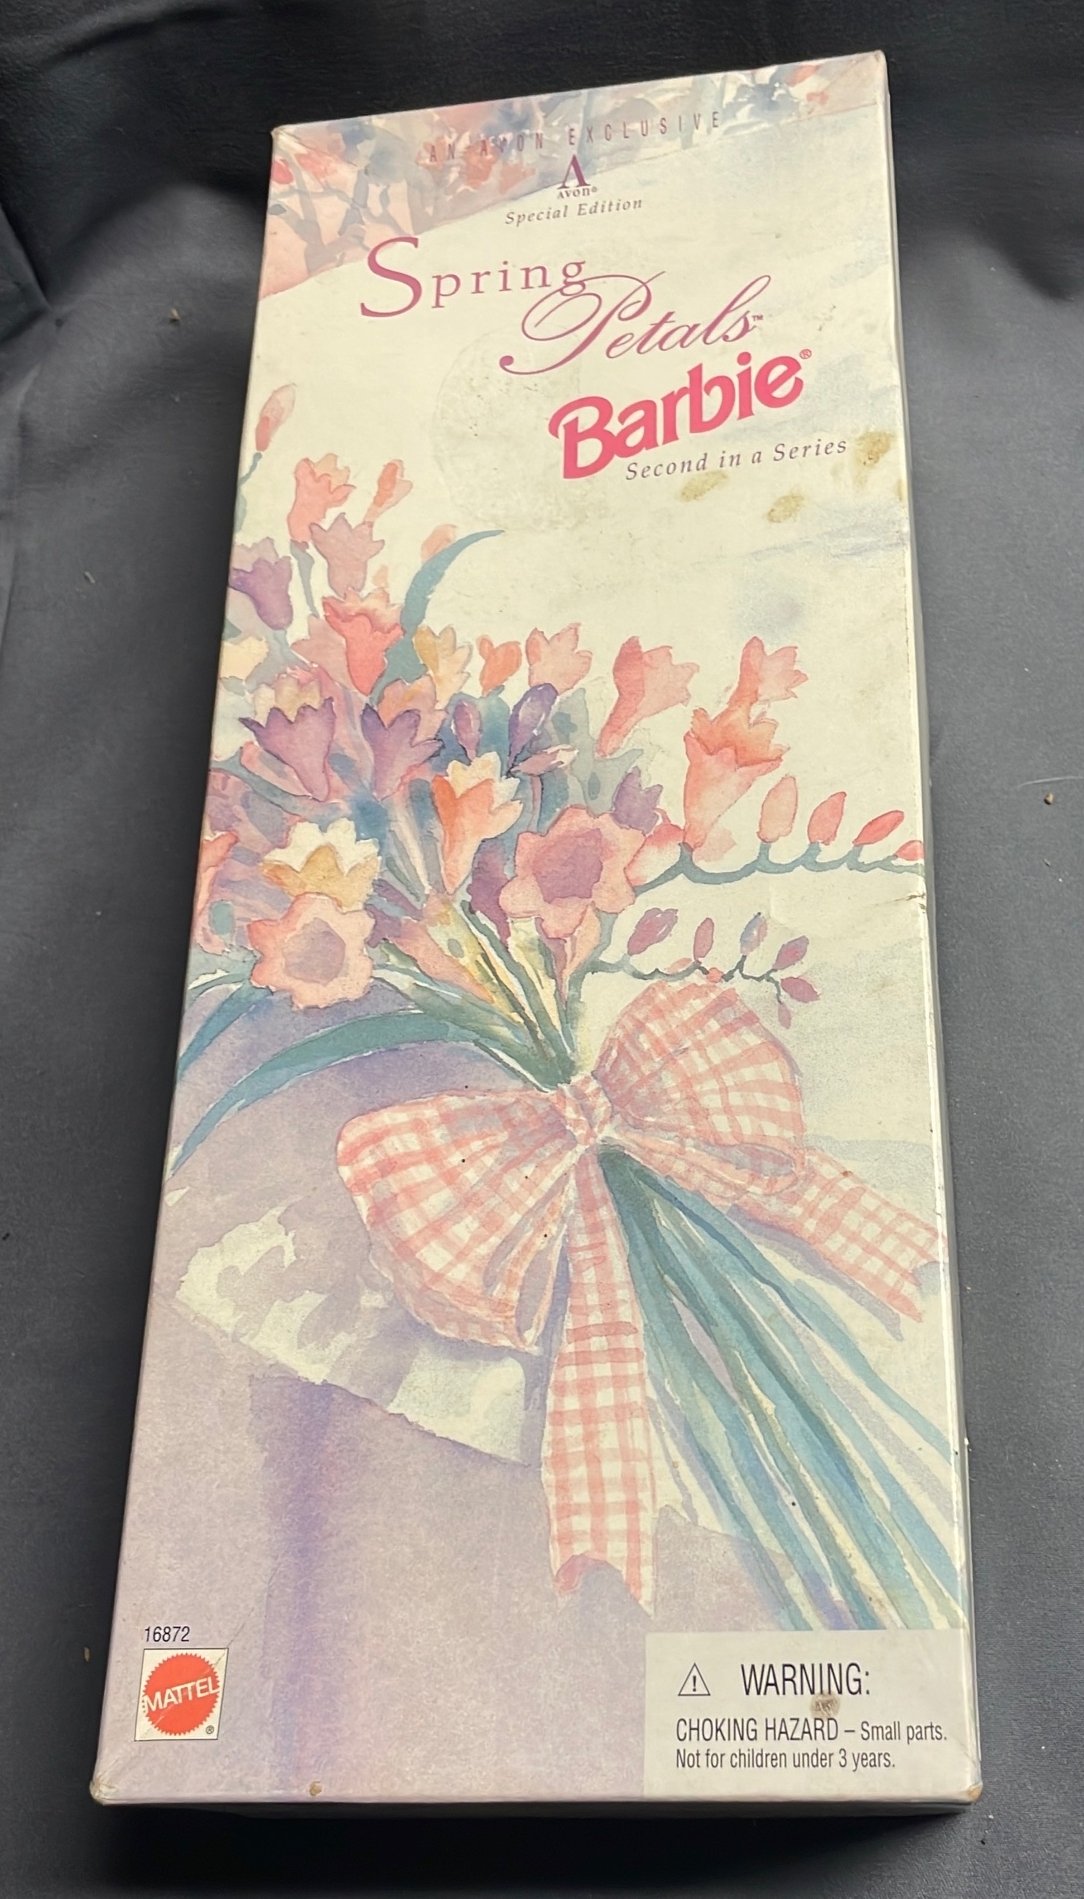 AN AVON EXCLUSIVE
A
AVON®
Special Edition
Spring
Petals™
Barbie®
Second in a Series
16872
MATTEL
®
⚠ WARNING:
CHOKING HAZARD – Small parts.
Not for children under 3 years.